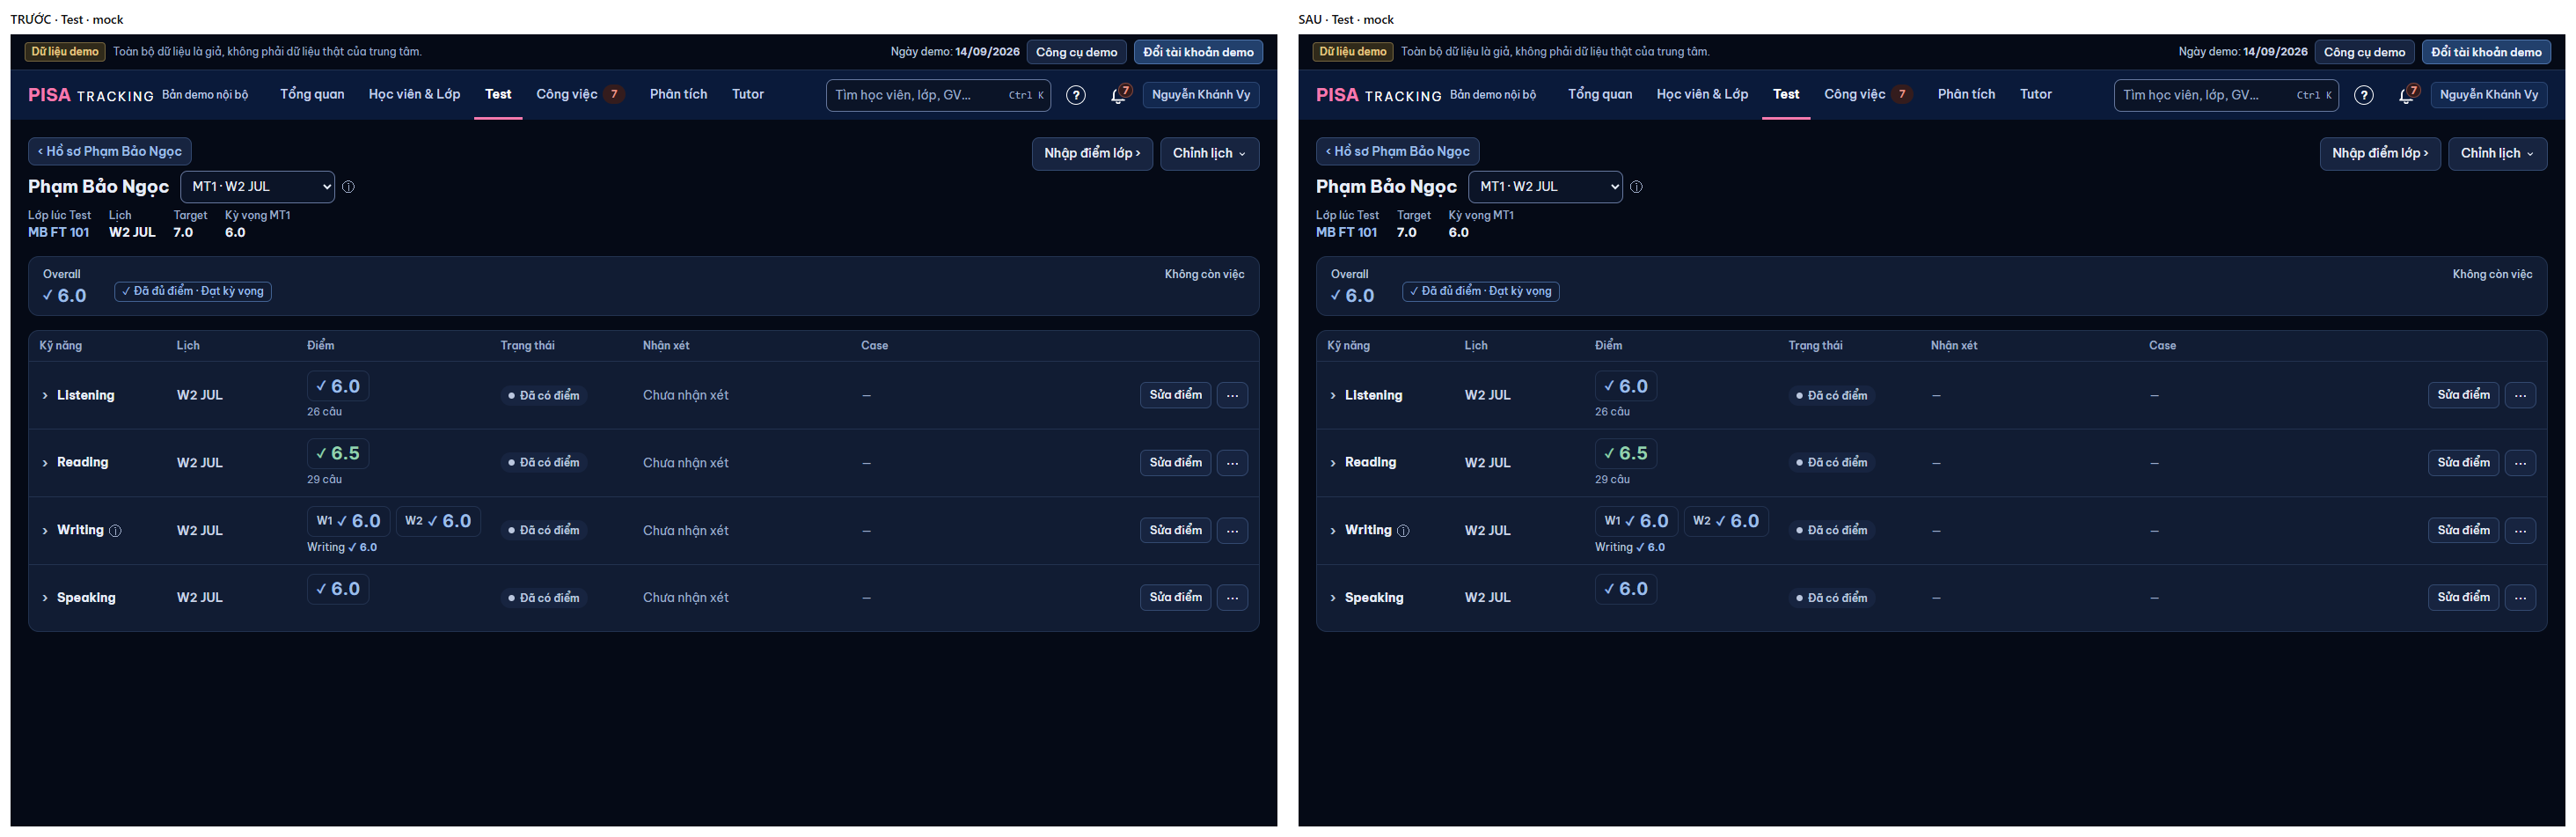 TRƯỚC · Test · mock
Dữ liệu demo Toàn bộ dữ liệu là giả, không phải dữ liệu thật của trung tâm. Ngày demo: 14/09/2026 Công cụ demo Đổi tài khoản demo
PISA TRACKING Bản demo nội bộ Tổng quan Học viên & Lớp Test Công việc 7 Phân tích Tutor Tìm học viên, lớp, GV... Ctrl K ? 7 Nguyễn Khánh Vy
‹ Hồ sơ Phạm Bảo Ngọc Nhập điểm lớp › Chỉnh lịch
Phạm Bảo Ngọc MT1 · W2 JUL
Lớp lúc Test Lịch Target Kỳ vọng MT1
MB FT 101 W2 JUL 7.0 6.0
Overall Không còn việc
✓ 6.0 ✓ Đã đủ điểm · Đạt kỳ vọng
Kỹ năng Lịch Điểm Trạng thái Nhận xét Case
› Listening W2 JUL ✓ 6.0 • Đã có điểm Chưa nhận xét — Sửa điểm ...
26 câu
› Reading W2 JUL ✓ 6.5 • Đã có điểm Chưa nhận xét — Sửa điểm ...
29 câu
› Writing W2 JUL W1 ✓ 6.0 W2 ✓ 6.0 • Đã có điểm Chưa nhận xét — Sửa điểm ...
Writing ✓ 6.0
› Speaking W2 JUL ✓ 6.0 • Đã có điểm Chưa nhận xét — Sửa điểm ...
SAU · Test · mock
Dữ liệu demo Toàn bộ dữ liệu là giả, không phải dữ liệu thật của trung tâm. Ngày demo: 14/09/2026 Công cụ demo Đổi tài khoản demo
PISA TRACKING Bản demo nội bộ Tổng quan Học viên & Lớp Test Công việc 7 Phân tích Tutor Tìm học viên, lớp, GV... Ctrl K ? 7 Nguyễn Khánh Vy
‹ Hồ sơ Phạm Bảo Ngọc Nhập điểm lớp › Chỉnh lịch
Phạm Bảo Ngọc MT1 · W2 JUL
Lớp lúc Test Target Kỳ vọng MT1
MB FT 101 7.0 6.0
Overall Không còn việc
✓ 6.0 ✓ Đã đủ điểm · Đạt kỳ vọng
Kỹ năng Lịch Điểm Trạng thái Nhận xét Case
› Listening W2 JUL ✓ 6.0 • Đã có điểm — — Sửa điểm ...
26 câu
› Reading W2 JUL ✓ 6.5 • Đã có điểm — — Sửa điểm ...
29 câu
› Writing W2 JUL W1 ✓ 6.0 W2 ✓ 6.0 • Đã có điểm — — Sửa điểm ...
Writing ✓ 6.0
› Speaking W2 JUL ✓ 6.0 • Đã có điểm — — Sửa điểm ...